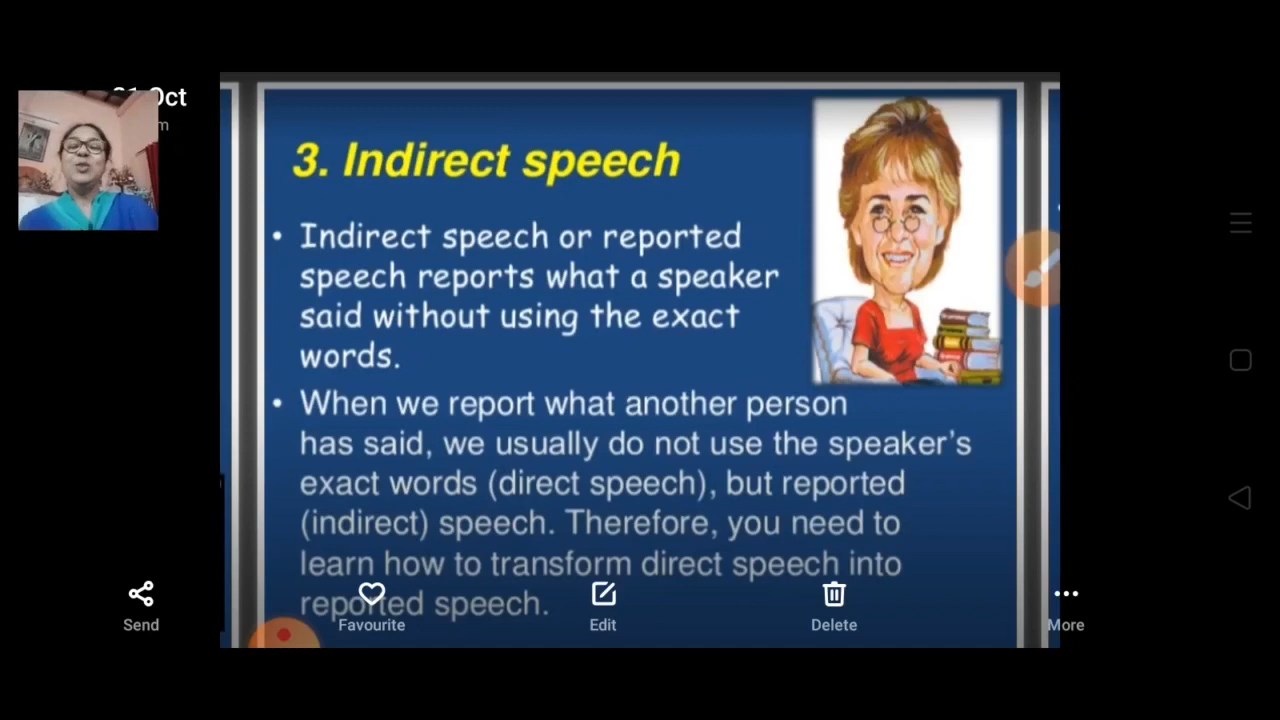 Oct
m
3. Indirect speech
• Indirect speech or reported
speech reports what a speaker
said without using the exact
words.
• When we report what another person
has said, we usually do not use the speaker's
exact words (direct speech), but reported
(indirect) speech. Therefore, you need to
learn how to transform direct speech into
reported speech.
Send
Favourite
Edit
Delete
More